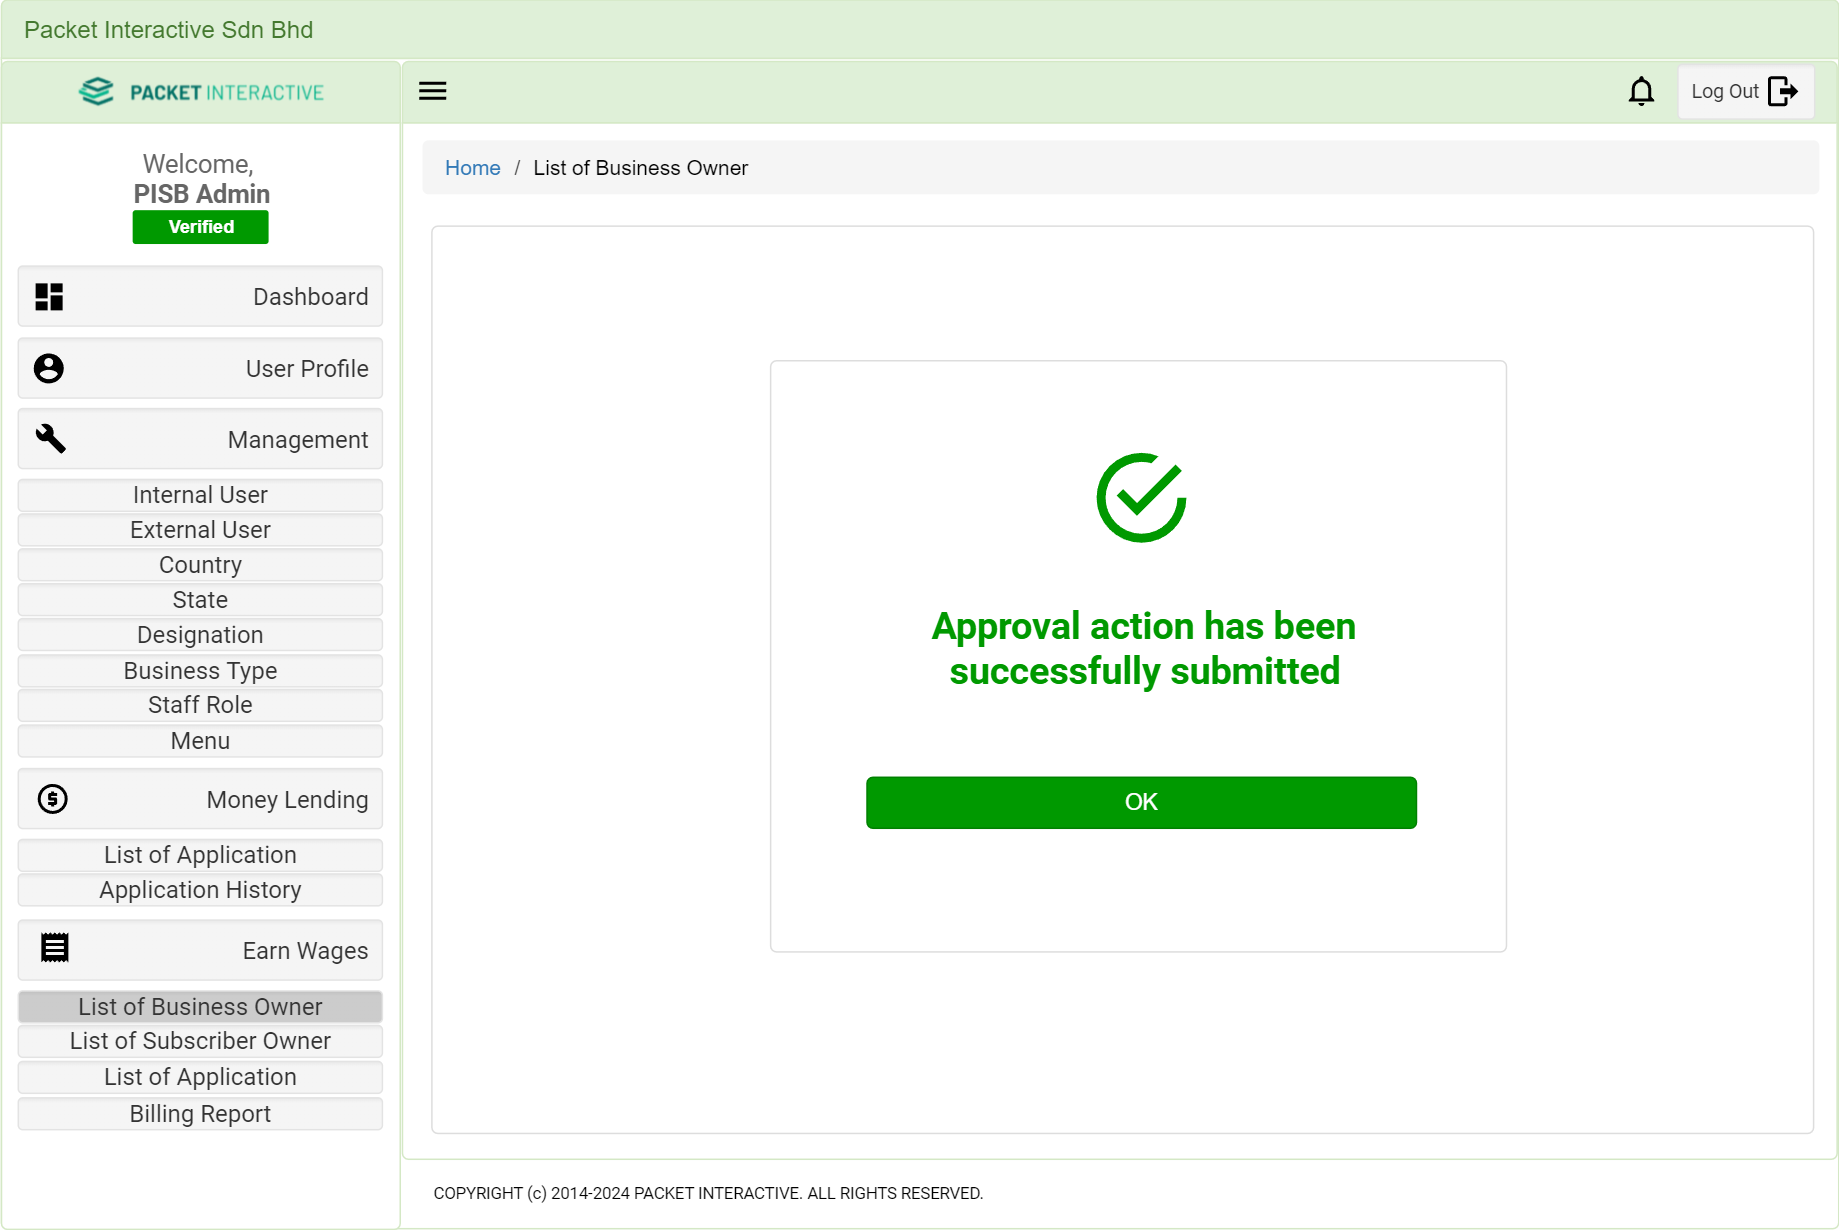 Packet Interactive Sdn Bhd
PACKET INTERACTIVE
Log Out
Welcome,
PISB Admin
Verified
Dashboard
User Profile
Management
Internal User
External User
Country
State
Designation
Business Type
Staff Role
Menu
Money Lending
List of Application
Application History
Earn Wages
List of Business Owner
List of Subscriber Owner
List of Application
Billing Report
Home / List of Business Owner
Approval action has been
successfully submitted
OK
COPYRIGHT (c) 2014-2024 PACKET INTERACTIVE. ALL RIGHTS RESERVED.